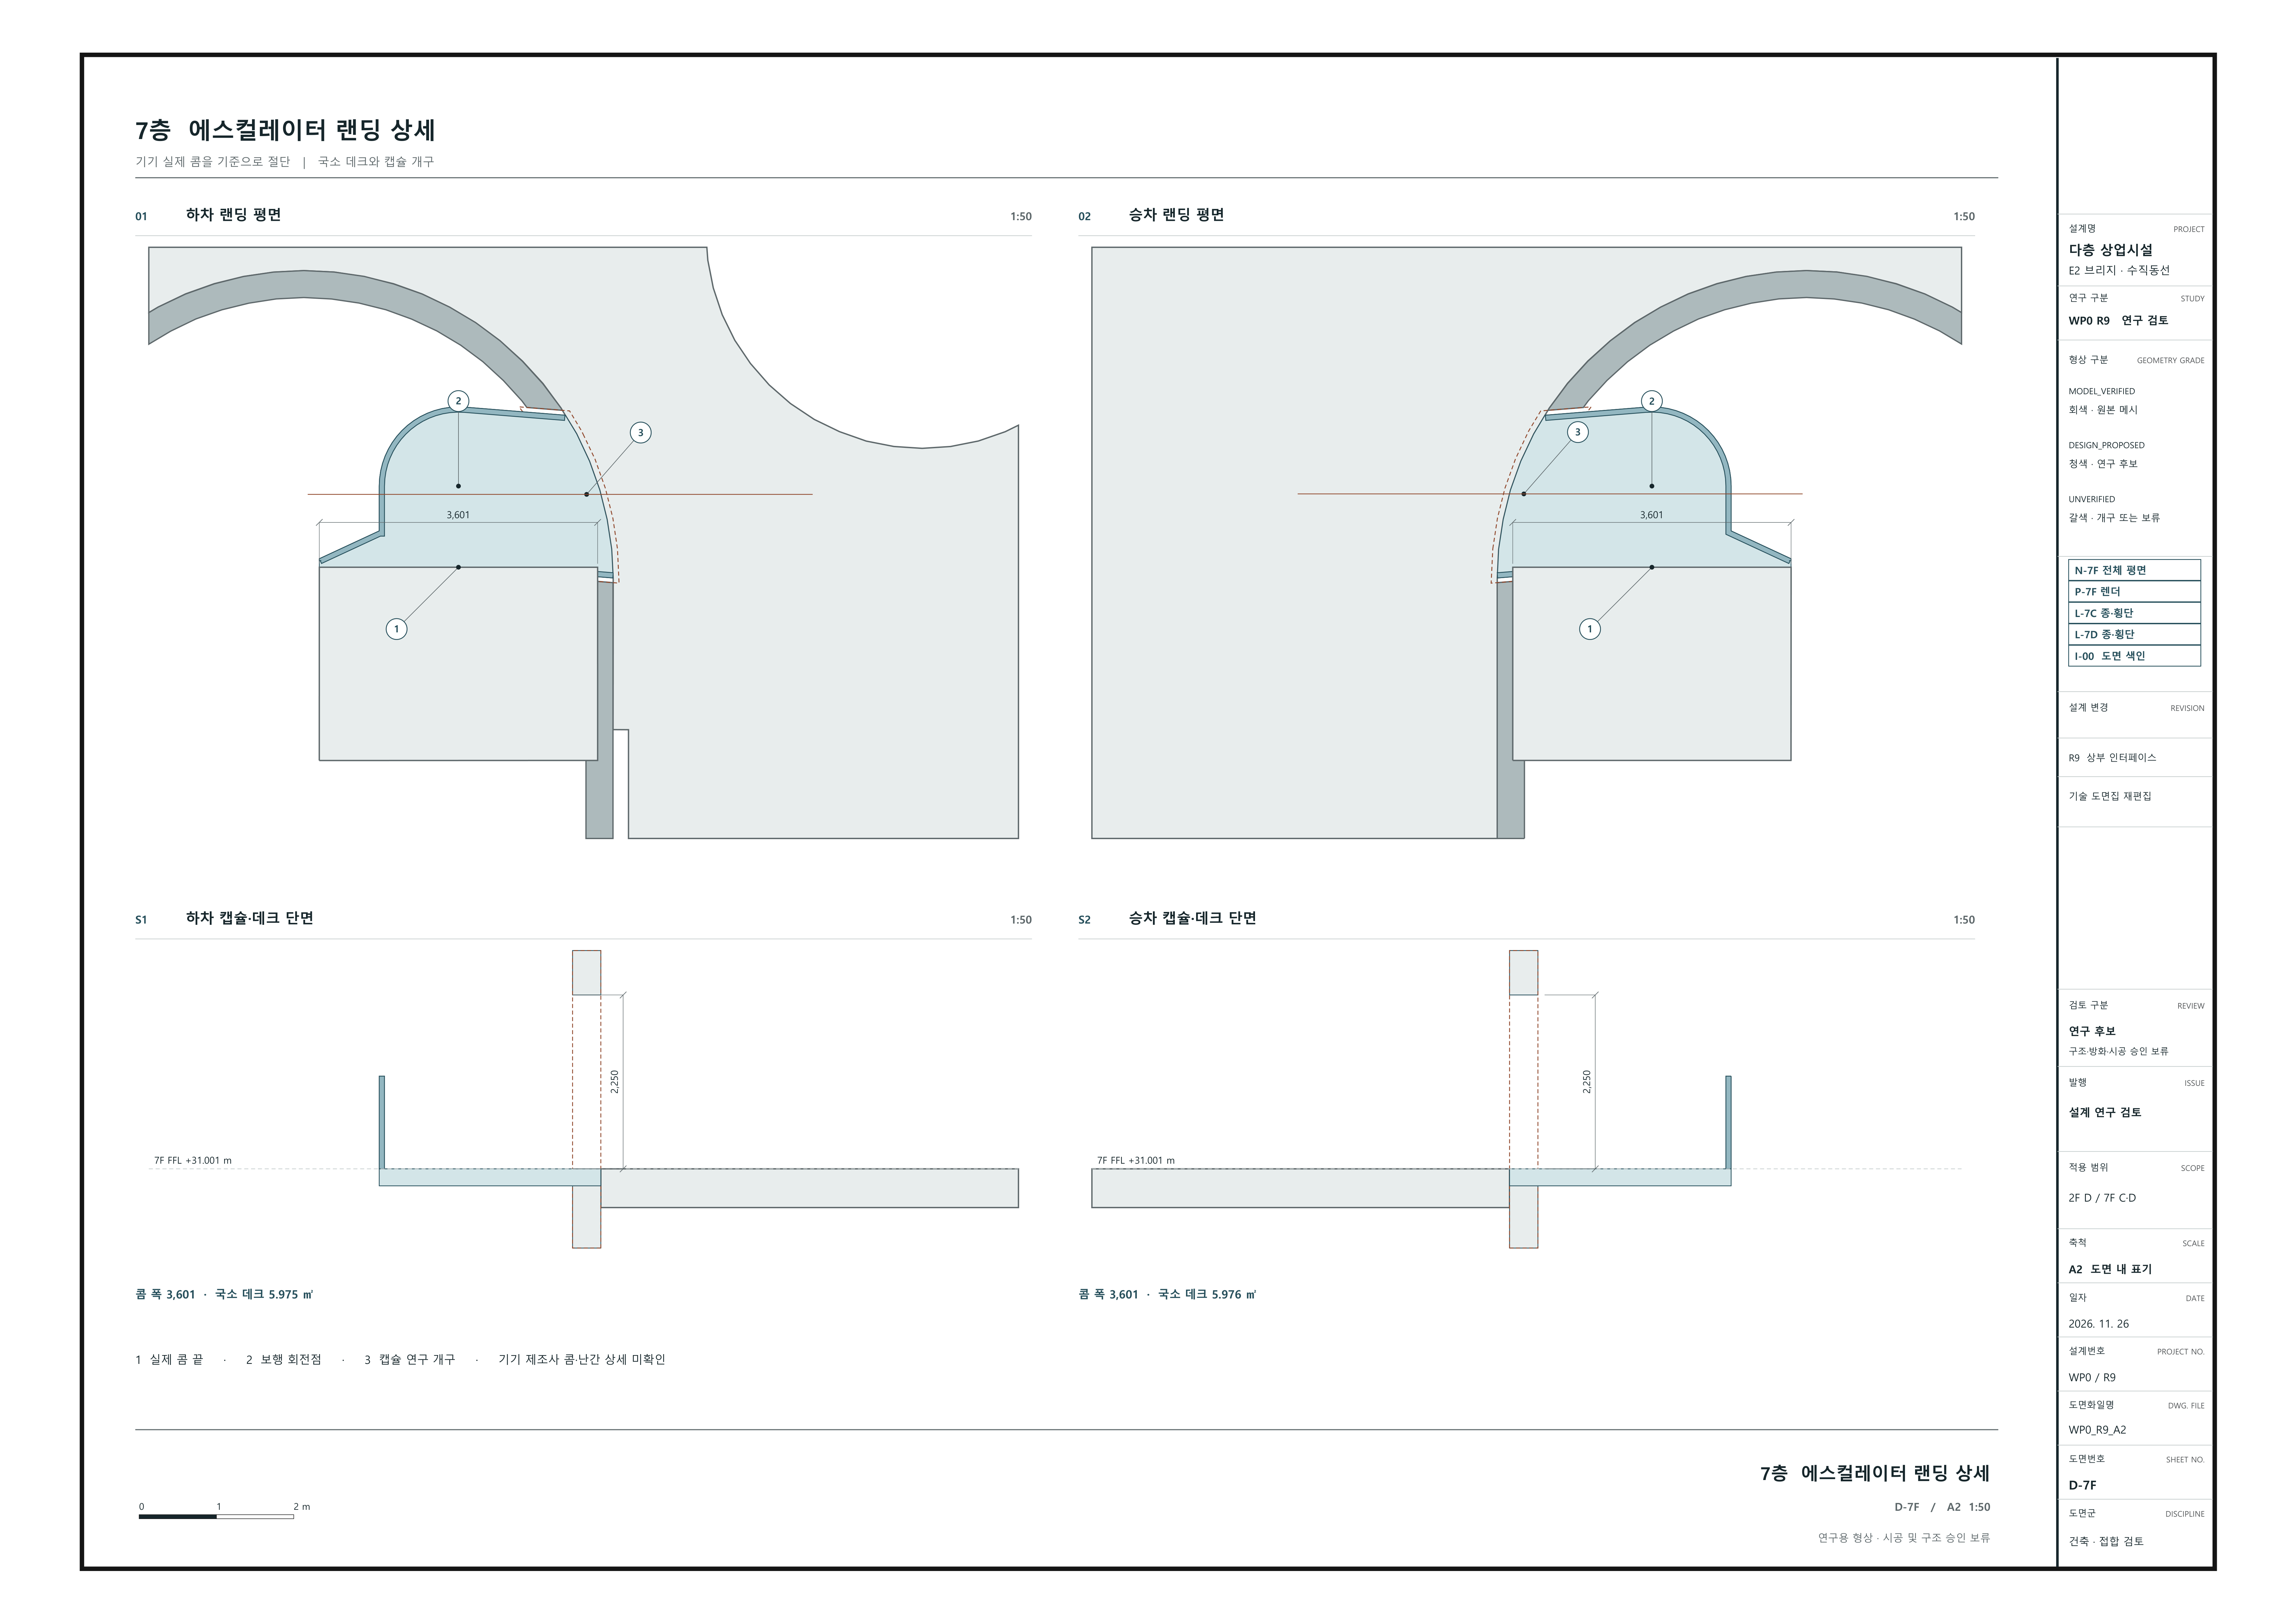 7층 에스컬레이터 랜딩 상세
기기 실제 콤을 기준으로 절단 | 국소 데크와 캡슐 개구
01 하차 랜딩 평면 1:50
2
3
3,601
1
02 승차 랜딩 평면 1:50
2
3
3,601
1
S1 하차 캡슐·데크 단면 1:50
2,250
7F FFL +31.001 m
S2 승차 캡슐·데크 단면 1:50
2,250
7F FFL +31.001 m
콤 폭 3,601 · 국소 데크 5.975 ㎡
콤 폭 3,601 · 국소 데크 5.976 ㎡
1 실제 콤 끝 · 2 보행 회전점 · 3 캡슐 연구 개구 · 기기 제조사 콤·난간 상세 미확인
0 1 2 m
7층 에스컬레이터 랜딩 상세
D-7F / A2 1:50
연구용 형상 · 시공 및 구조 승인 보류
설계명 PROJECT
다층 상업시설
E2 브리지 · 수직동선
연구 구분 STUDY
WP0 R9 연구 검토
형상 구분 GEOMETRY GRADE
MODEL_VERIFIED
회색 · 원본 메시
DESIGN_PROPOSED
청색 · 연구 후보
UNVERIFIED
갈색 · 개구 또는 보류
N-7F 전체 평면
P-7F 렌더
L-7C 종·횡단
L-7D 종·횡단
I-00 도면 색인
설계 변경 REVISION
R9 상부 인터페이스
기술 도면집 재편집
검토 구분 REVIEW
연구 후보
구조·방화·시공 승인 보류
발행 ISSUE
설계 연구 검토
적용 범위 SCOPE
2F D / 7F C·D
축척 SCALE
A2 도면 내 표기
일자 DATE
2026. 11. 26
설계번호 PROJECT NO.
WP0 / R9
도면화일명 DWG. FILE
WP0_R9_A2
도면번호 SHEET NO.
D-7F
도면군 DISCIPLINE
건축 · 접합 검토